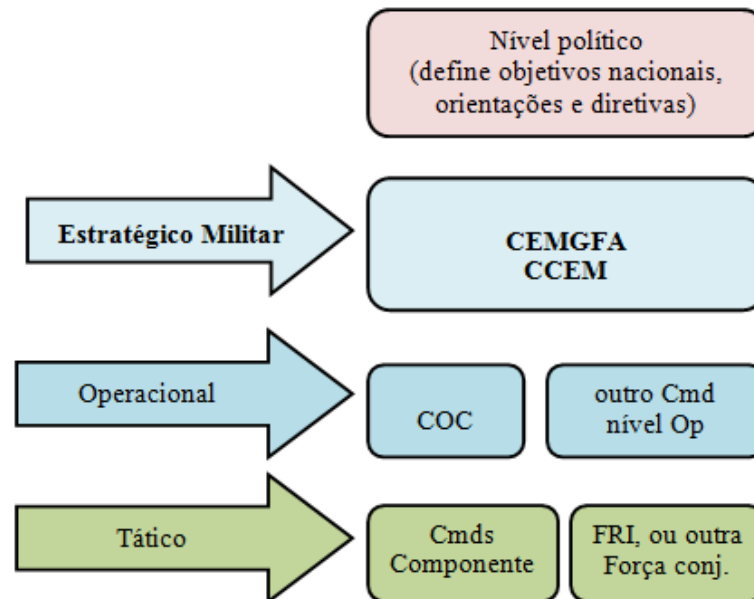 Nível político
(define objetivos nacionais,
orientações e diretivas)
Estratégico Militar
CEMGFA
CCEM
Operacional
COC
outro Cmd
nível Op
Tático
Cmds
Componente
FRI, ou outra
Força conj.